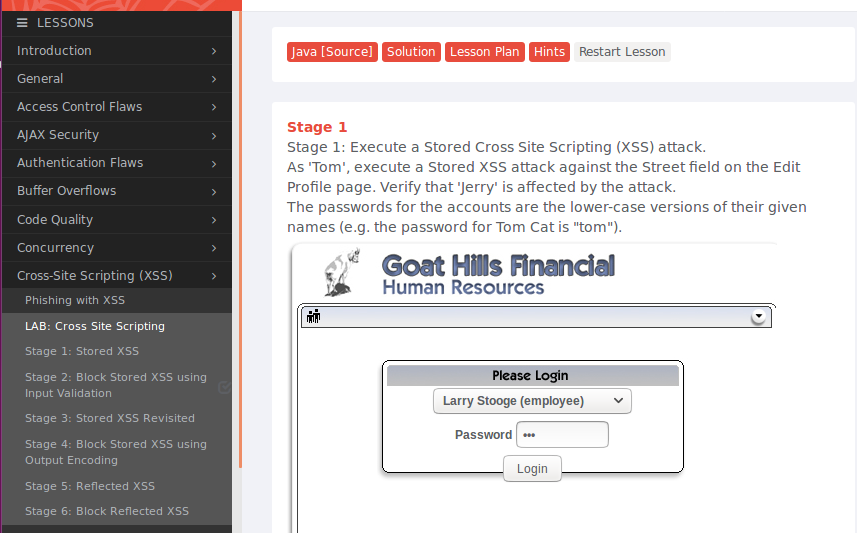 LESSONS
Introduction
General
Access Control Flaws
AJAX Security
Authentication Flaws
Buffer Overflows
Code Quality
Concurrency
Cross-Site Scripting (XSS)
Phishing with XSS
LAB: Cross Site Scripting
Stage 1: Stored XSS
Stage 2: Block Stored XSS using
Input Validation
Stage 3: Stored XSS Revisited
Stage 4: Block Stored XSS using
Output Encoding
Stage 5: Reflected XSS
Stage 6: Block Reflected XSS
Java [Source] Solution Lesson Plan Hints Restart Lesson
Stage 1
Stage 1: Execute a Stored Cross Site Scripting (XSS) attack.
As 'Tom', execute a Stored XSS attack against the Street field on the Edit
Profile page. Verify that 'Jerry' is affected by the attack.
The passwords for the accounts are the lower-case versions of their given
names (e.g. the password for Tom Cat is "tom").
Goat Hills Financial
Human Resources
Please Login
Larry Stooge (employee)
Password •••
Login